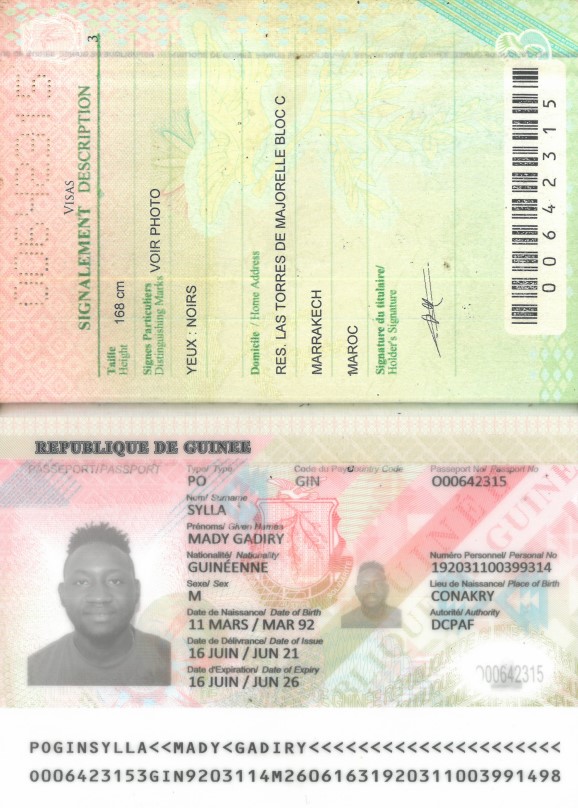 3
VISAS
SIGNALEMENT DESCRIPTION
Taille
Height
168 cm
Signes Particuliers
Distinguishing Marks
VOIR PHOTO
YEUX : NOIRS
Domicile / Home Address
RES. LAS TORRES DE MAJORELLE BLOC C
MARRAKECH
MAROC
Signature du titulaire/
Holder's Signature
00642315
REPUBLIQUE DE GUINEE
PASSEPORT/PASSPORT
Type/ Type
Code du Pay/Country Code
Passeport No/ Passport No
PO
GIN
O00642315
Nom/ Surname
SYLLA
Prénoms/ Given Names
MADY GADIRY
Nationalité/ Nationality
Numéro Personnel/ Personal No
GUINÉENNE
192031100399314
Sexe/ Sex
Lieu de Naissance/ Place of Birth
M
CONAKRY
Date de Naissance/ Date of Birth
Autorité/ Authority
11 MARS / MAR 92
DCPAF
Date de Délivrance/ Date of Issue
16 JUIN / JUN 21
Date d'Expiration/ Date of Expiry
16 JUIN / JUN 26
O00642315
POGINSYLLA<<MADY<GADIRY<<<<<<<<<<<<<<<<<<<<<
O006423153GIN9203114M2606163192031100399​1498